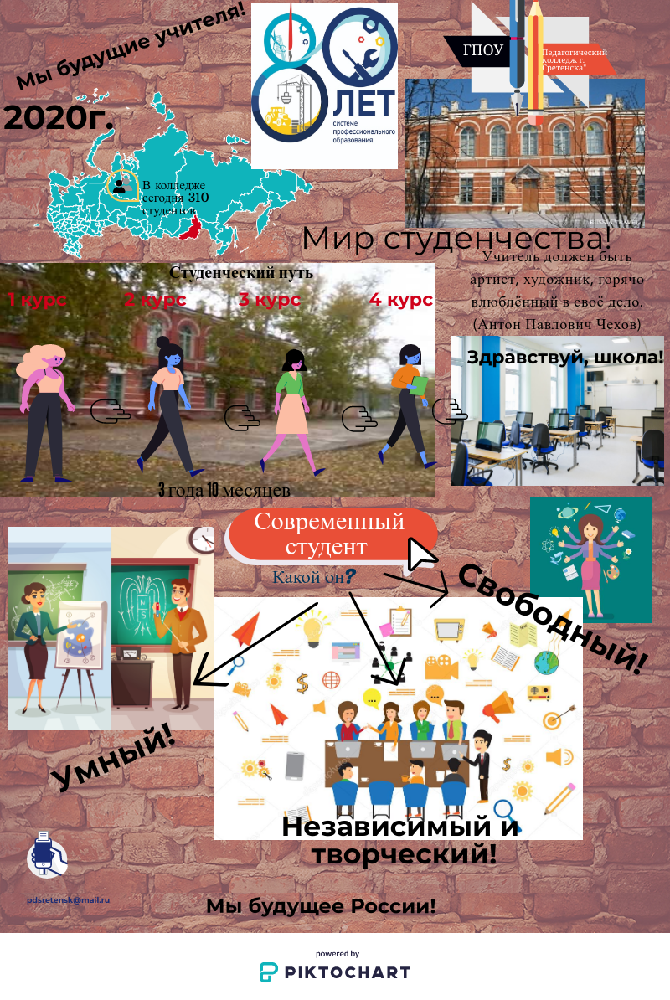 Мы будущие учителя!
80
ЛЕТ
системе
профессионального
образования
ГПОУ
Педагогический
колледж г.
Сретенска"
2020г.
В колледже
сегодня 310
студентов
Мир студенчества!
Учитель должен быть
артист, художник, горячо
влюблённый в своё дело.
(Антон Павлович Чехов)
Студенческий путь
1 курс 2 курс 3 курс 4 курс
Здравствуй, школа!
3 года 10 месяцев
Современный
студент
Какой он?
Свободный!
N
S
Умный!
Независимый и
творческий!
pdsretensk@mail.ru
Мы будущее России!
powered by
PIKTOCHART